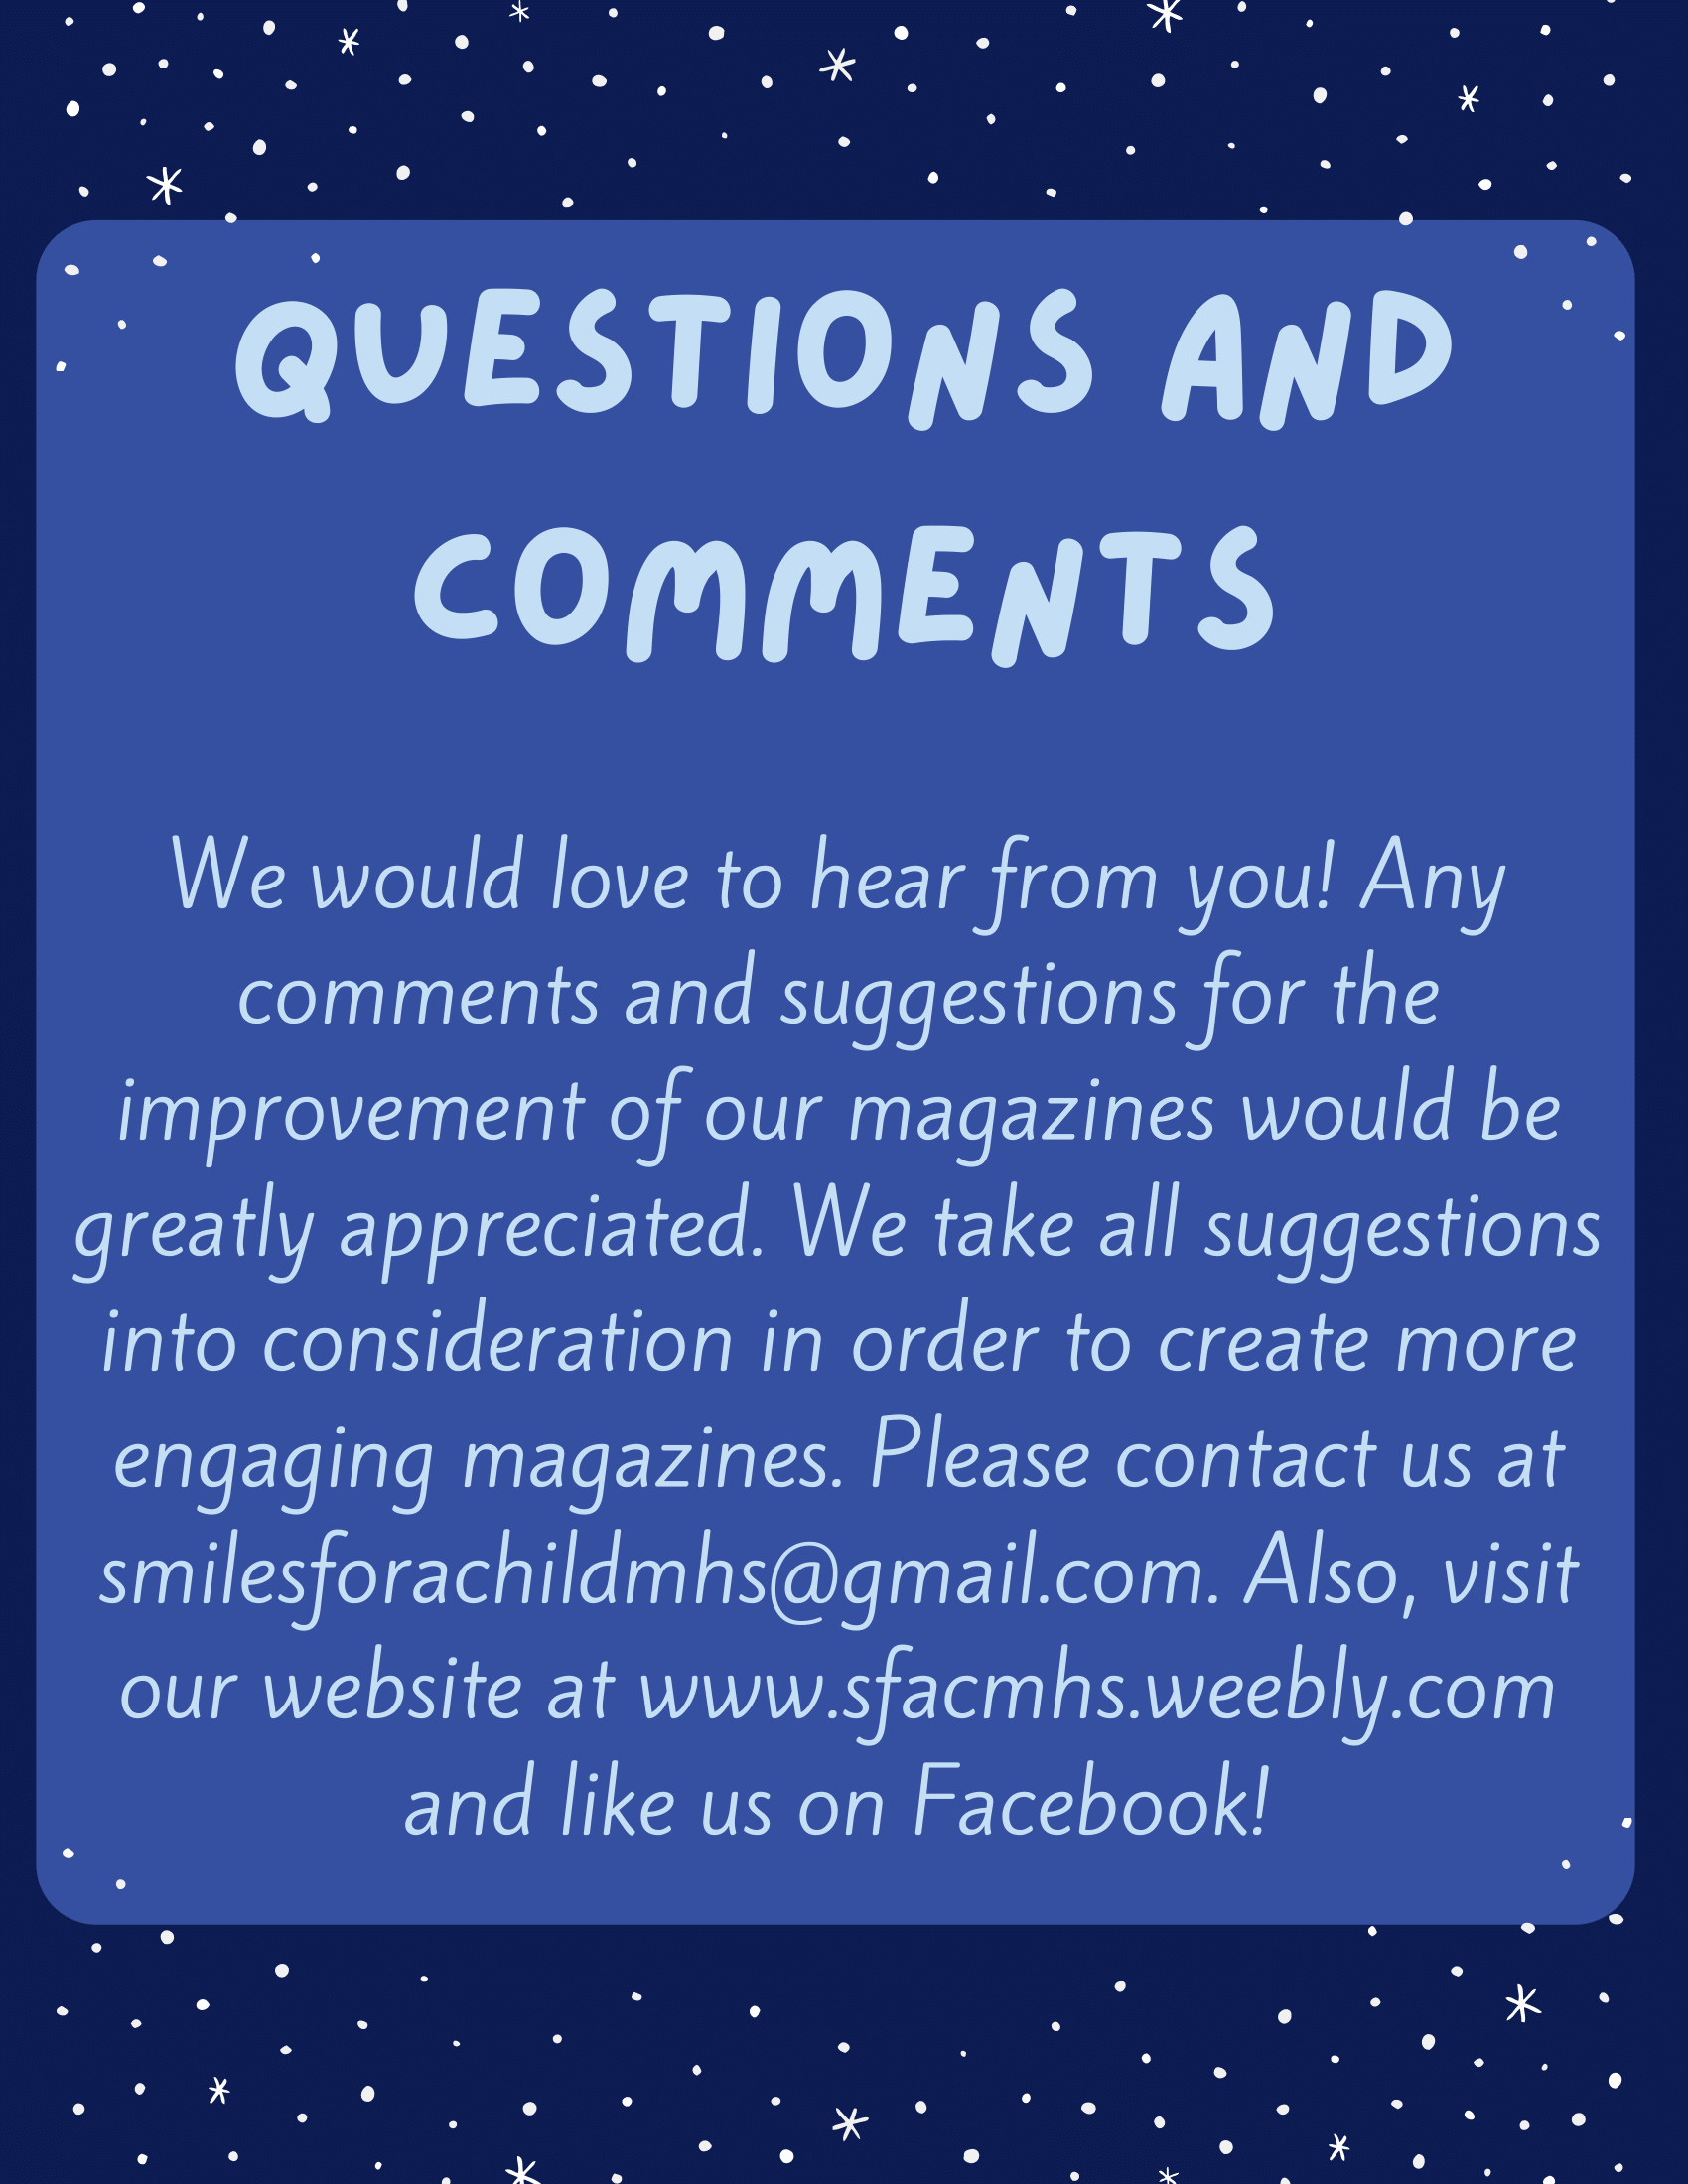 QUESTIONS AND
COMMENTS
We would love to hear from you! Any
comments and suggestions for the
improvement of our magazines would be
greatly appreciated. We take all suggestions
into consideration in order to create more
engaging magazines. Please contact us at
smilesforachildmhs@gmail.com. Also, visit
our website at www.sfacmhs.weebly.com
and like us on Facebook!